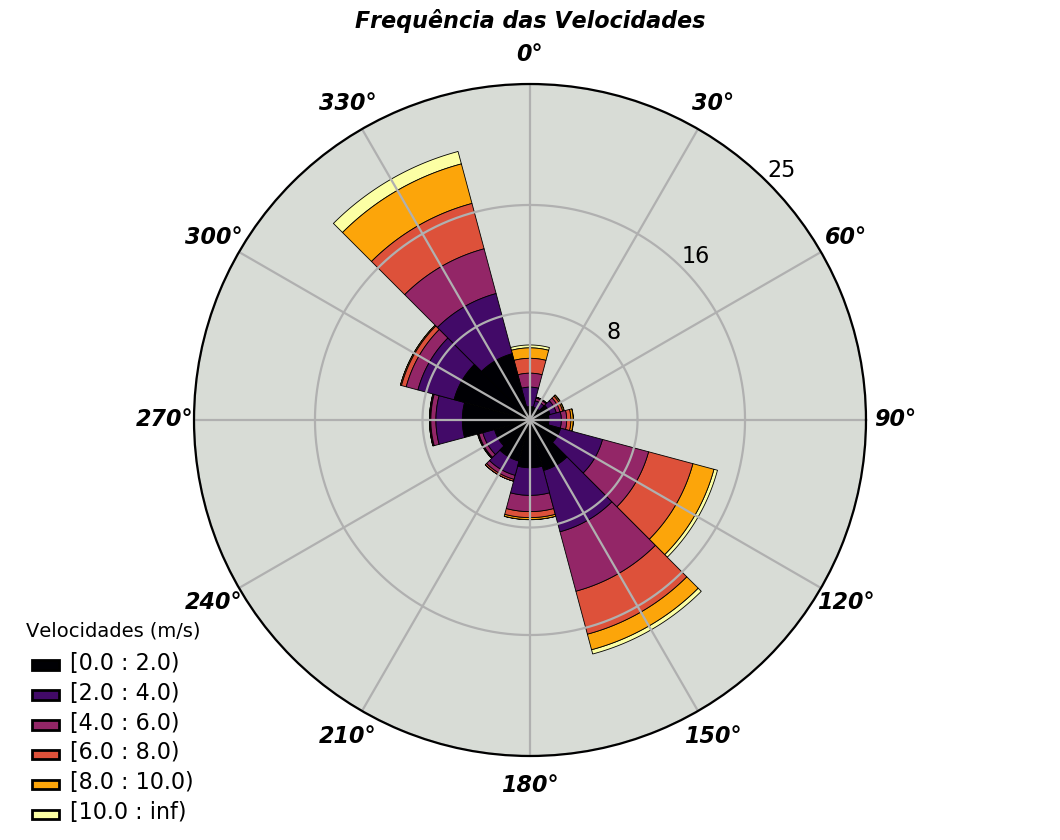 Frequência das Velocidades
0°
330°
30°
25
300°
60°
16
8
270°
90°
240°
120°
210°
150°
180°
Velocidades (m/s)
[0.0 : 2.0)
[2.0 : 4.0)
[4.0 : 6.0)
[6.0 : 8.0)
[8.0 : 10.0)
[10.0 : inf)